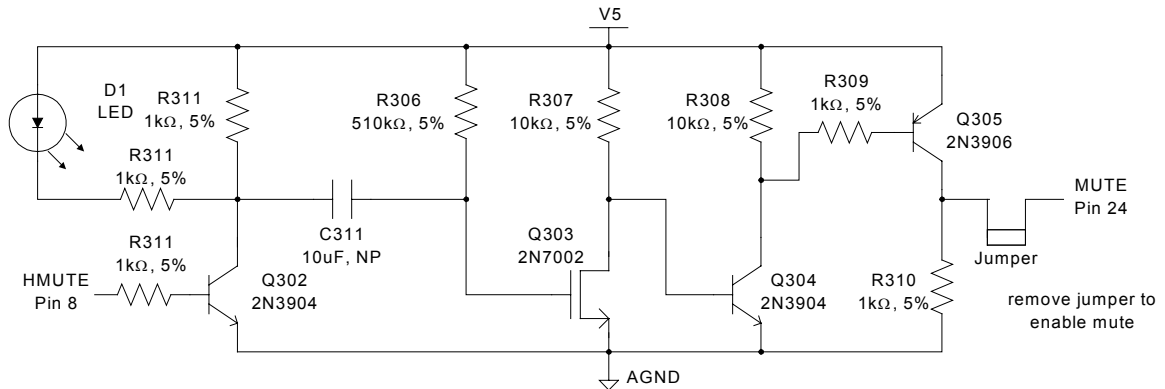 V5
D1
LED
R311
1kΩ, 5%
R306
510kΩ, 5%
R307
10kΩ, 5%
R308
10kΩ, 5%
R309
1kΩ, 5%
Q305
2N3906
R311
1kΩ, 5%
MUTE
Pin 24
R311
1kΩ, 5%
C311
10uF, NP
Q303
2N7002
Jumper
HMUTE
Pin 8
Q302
2N3904
Q304
2N3904
R310
1kΩ, 5%
remove jumper to
enable mute
AGND